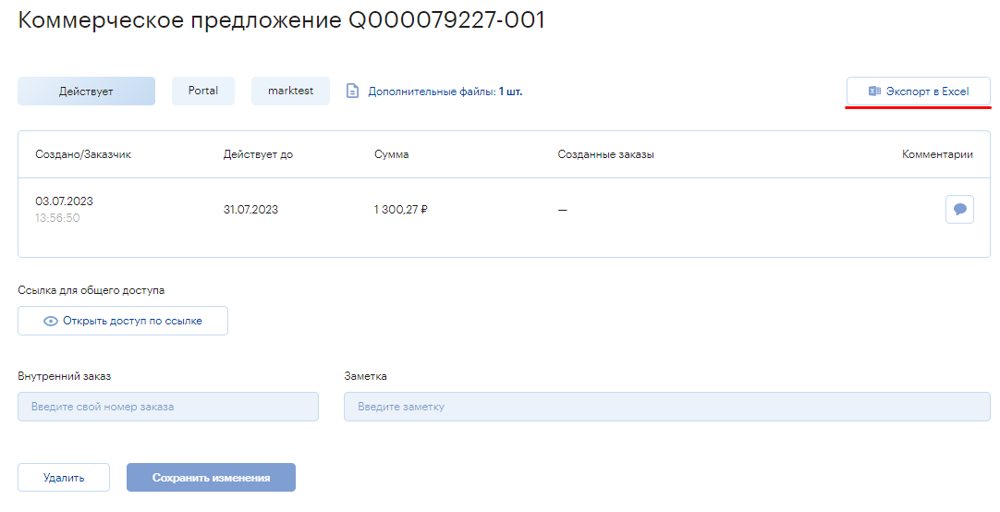 Коммерческое предложение Q000079227-001
Действует
Portal
marktest
Дополнительные файлы: 1 шт.
Экспорт в Excel
Создано/Заказчик
Действует до
Сумма
Созданные заказы
Комментарии
03.07.2023
13:56:50
31.07.2023
1 300,27 ₽
—
Ссылка для общего доступа
Открыть доступ по ссылке
Внутренний заказ
Заметка
Введите свой номер заказа
Введите заметку
Удалить
Сохранить изменения